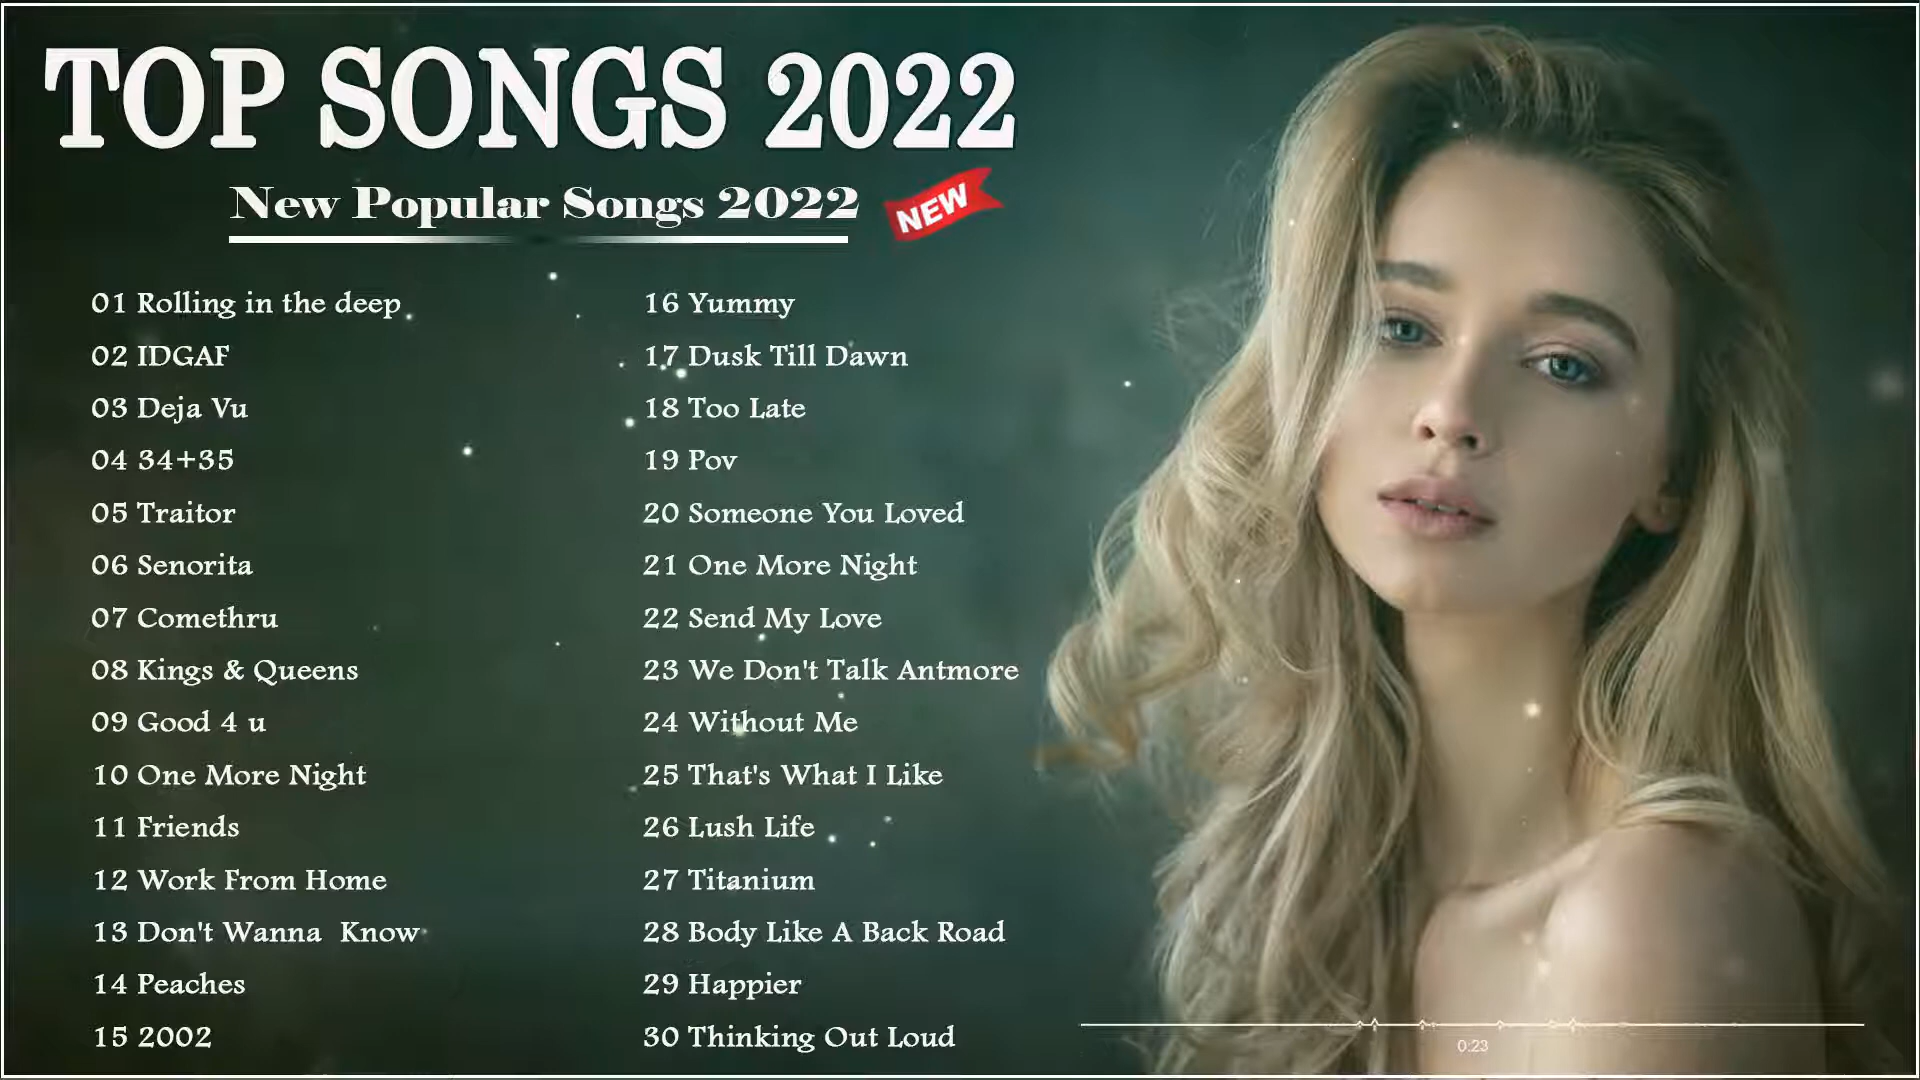 TOP SONGS 2022
New Popular Songs 2022
NEW
01 Rolling in the deep
02 IDGAF
03 Deja Vu
04 34+35
05 Traitor
06 Senorita
07 Comethru
08 Kings & Queens
09 Good 4 u
10 One More Night
11 Friends
12 Work From Home
13 Don't Wanna  Know
14 Peaches
15 2002
16 Yummy
17 Dusk Till Dawn
18 Too Late
19 Pov
20 Someone You Loved
21 One More Night
22 Send My Love
23 We Don't Talk Antmore
24 Without Me
25 That's What I Like
26 Lush Life
27 Titanium
28 Body Like A Back Road
29 Happier
30 Thinking Out Loud
0:23